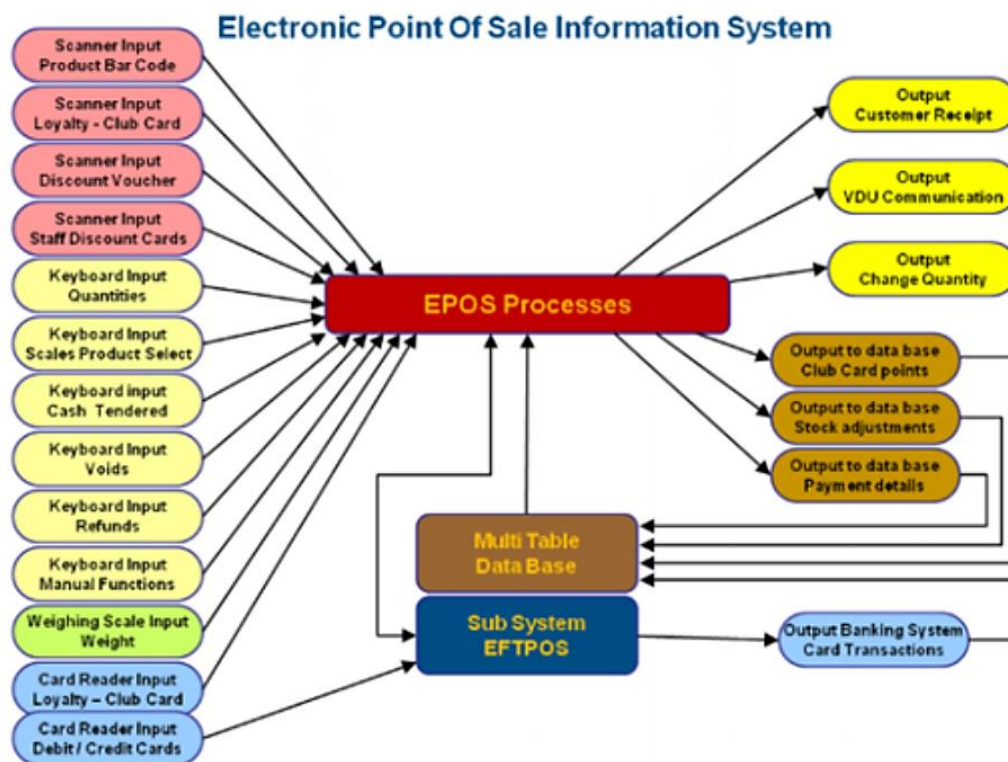 Electronic Point Of Sale Information System
Scanner Input
Product Bar Code
Scanner Input
Loyalty - Club Card
Scanner Input
Discount Voucher
Scanner Input
Staff Discount Cards
Keyboard Input
Quantities
Keyboard Input
Scales Product Select
Keyboard input
Cash Tendered
Keyboard Input
Voids
Keyboard Input
Refunds
Keyboard Input
Manual Functions
Weighing Scale Input
Weight
Card Reader Input
Loyalty – Club Card
Card Reader Input
Debit / Credit Cards
EPOS Processes
Multi Table
Data Base
Sub System
EFTPOS
Output
Customer Receipt
Output
VDU Communication
Output
Change Quantity
Output to data base
Club Card points
Output to data base
Stock adjustments
Output to data base
Payment details
Output Banking System
Card Transactions